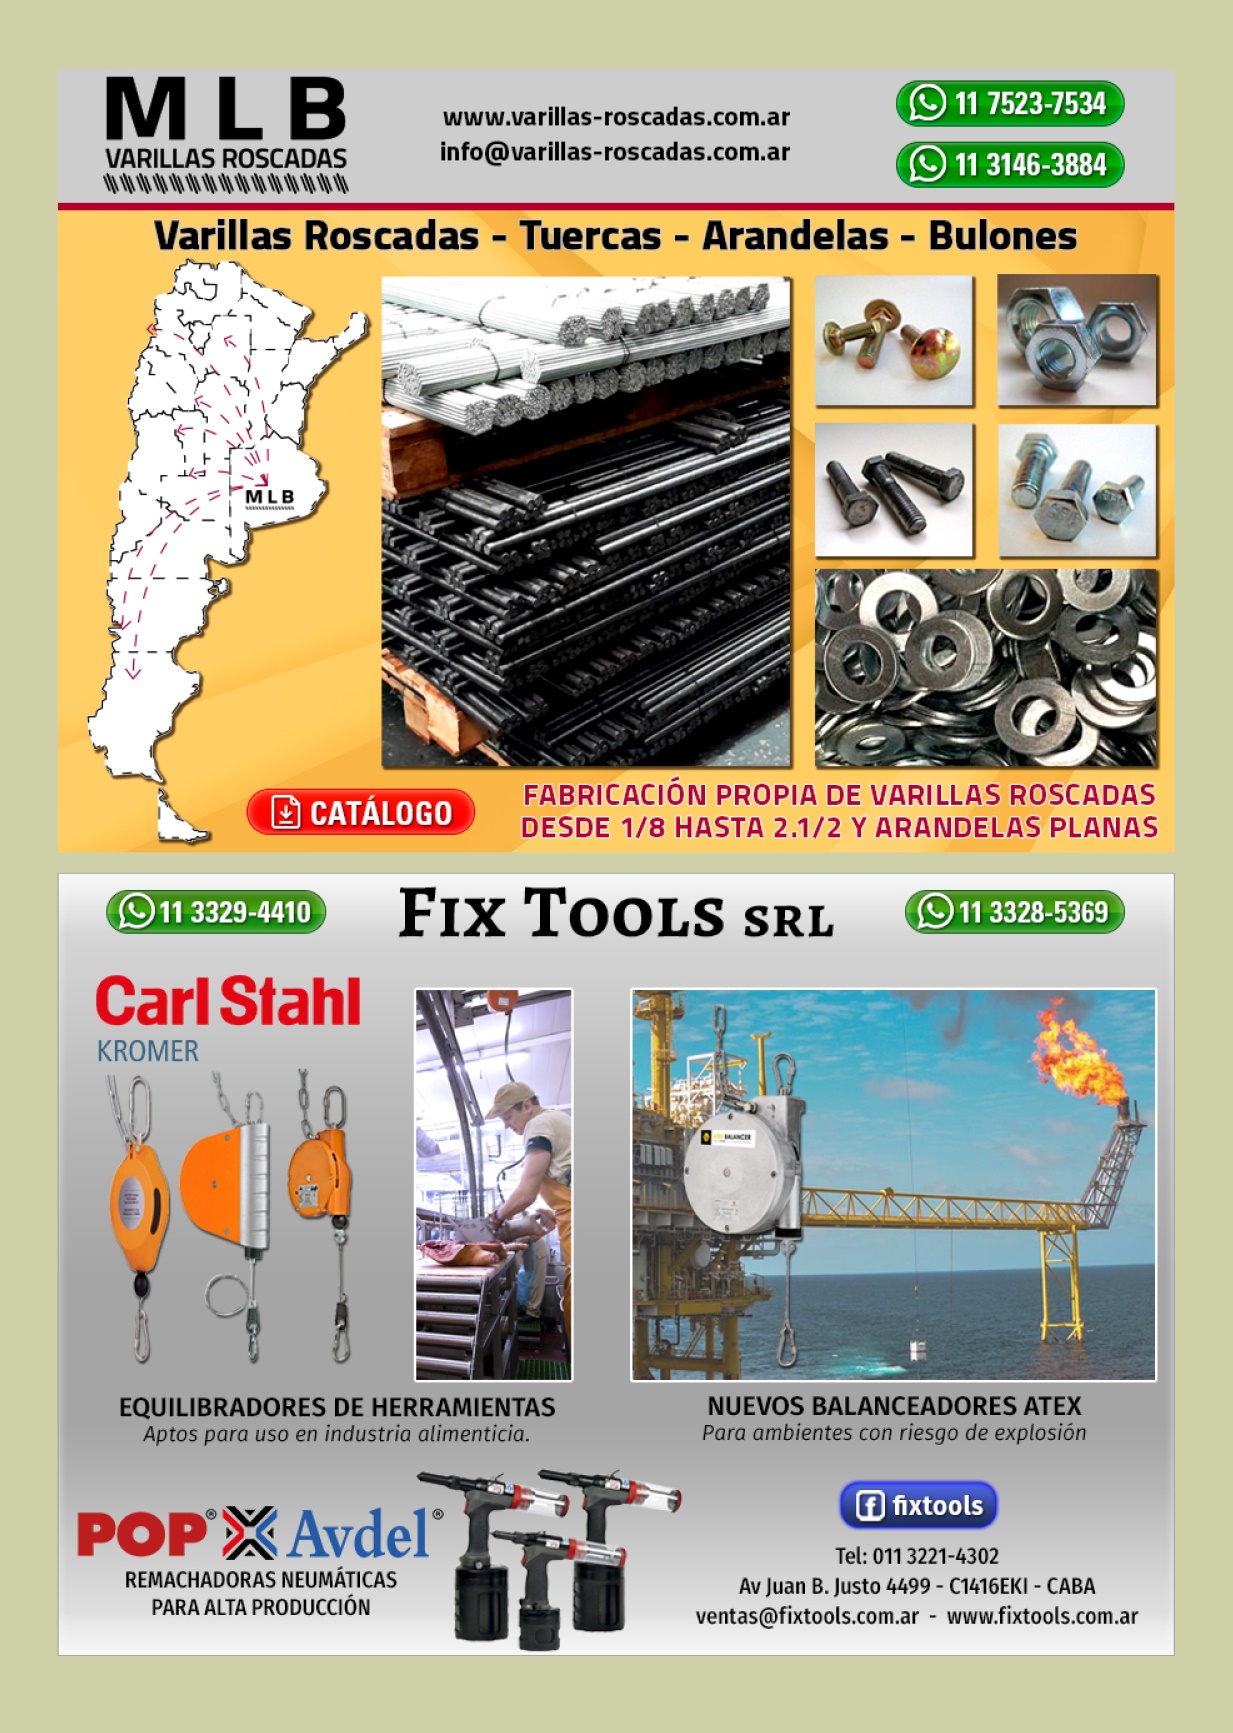 MLB
VARILLAS ROSCADAS
www.varillas-roscadas.com.ar
info@varillas-roscadas.com.ar
11 7523-7534
11 3146-3884
Varillas Roscadas - Tuercas - Arandelas - Bulones
MLB
CATÁLOGO
FABRICACIÓN PROPIA DE VARILLAS ROSCADAS
DESDE 1/8 HASTA 2.1/2 Y ARANDELAS PLANAS
11 3329-4410
FIX TOOLS SRL
11 3328-5369
Carl Stahl
KROMER
BALANCER
EQUILIBRADORES DE HERRAMIENTAS
Aptos para uso en industria alimenticia.
NUEVOS BALANCEADORES ATEX
Para ambientes con riesgo de explosión
POP® Avdel®
REMACHADORAS NEUMÁTICAS
PARA ALTA PRODUCCIÓN
fixtools
Tel: 011 3221-4302
Av Juan B. Justo 4499 - C1416EKI - CABA
ventas@fixtools.com.ar - www.fixtools.com.ar